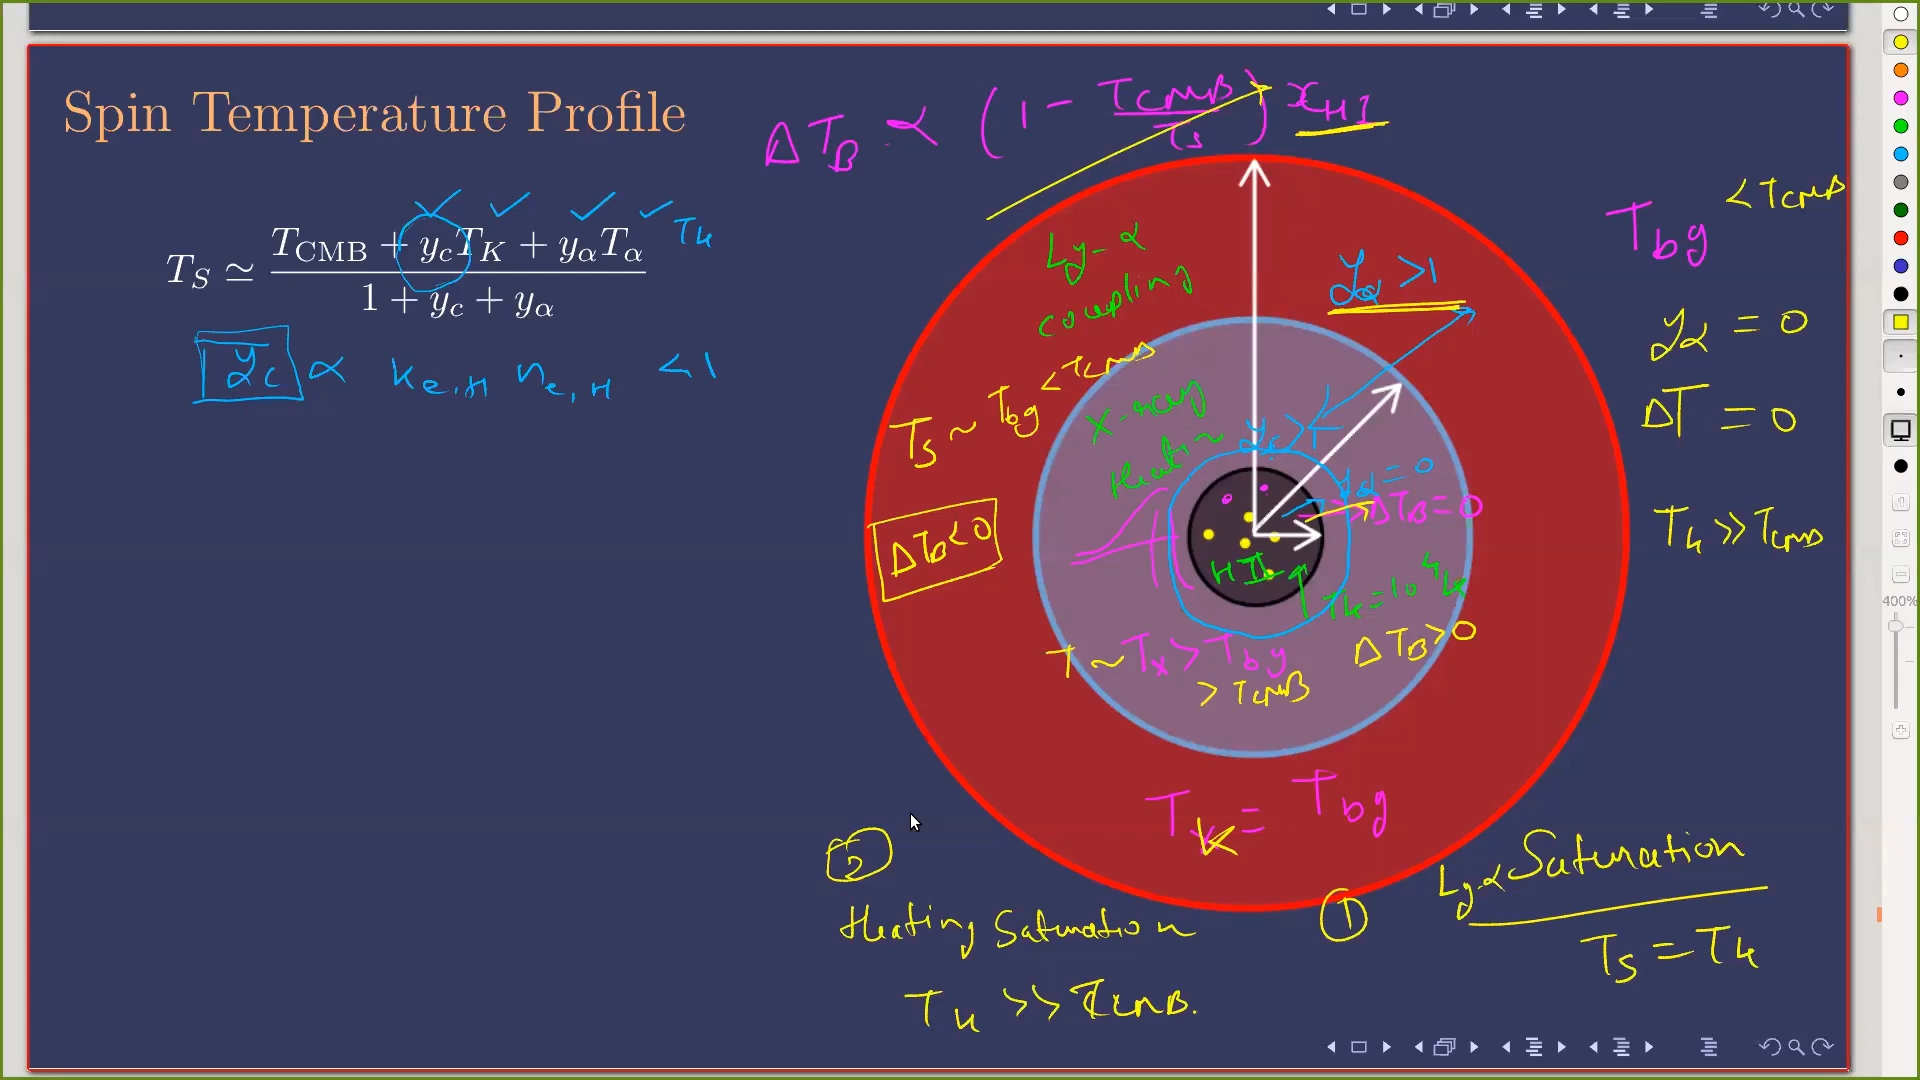 Spin Temperature Profile
ΔT_B ∝ (1 − T_CMB/T_S) x_HI
T_S ≃ (T_CMB + y_c T_K + y_α T_α) / (1 + y_c + y_α)
T_k
y_c ∝ k_e,H n_e,H < 1
Ly-α
coupling
y_α > 1
T_bg < T_CMB
y_α = 0
ΔT = 0
T_k >> T_CMB
T_S ~ T_bg < T_CMB
X-ray
y_α = 0
ΔT_B = 0
ΔT_B < 0
HII
T_k = 10^4 k
T ~ T_x > T_bg
> T_CMB
ΔT_B > 0
T_K = T_bg
②
Heating Saturation
T_k >> T_CMB.
①
Ly-α Saturation
T_S = T_k
400%